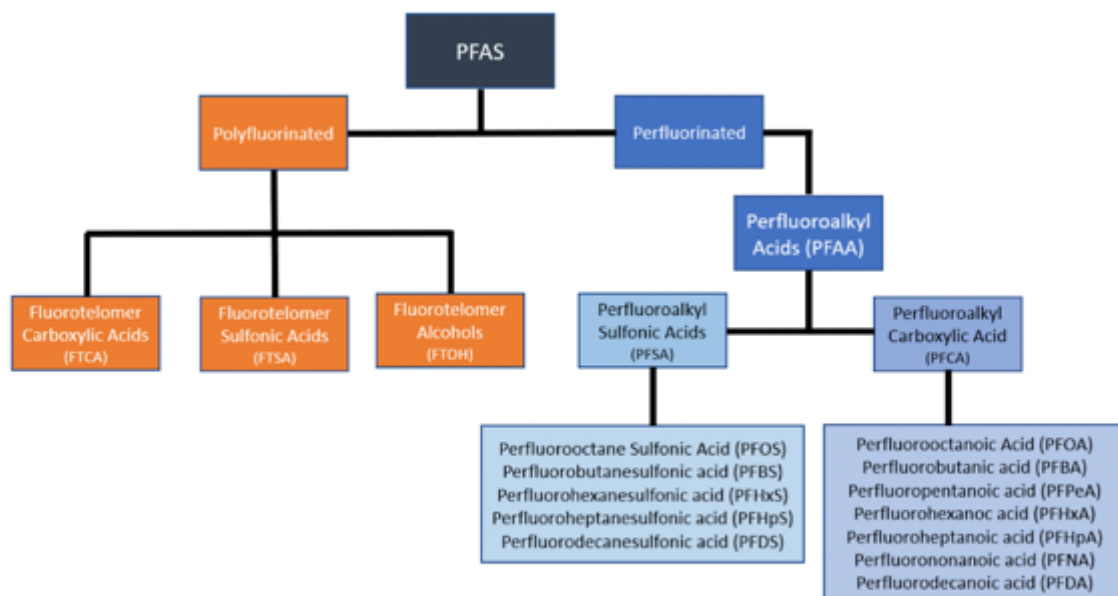 PFAS
Polyfluorinated
Perfluorinated
Perfluoroalkyl
Acids (PFAA)
Fluorotelomer
Carboxylic Acids
(FTCA)
Fluorotelomer
Sulfonic Acids
(FTSA)
Fluorotelomer
Alcohols
(FTOH)
Perfluoroalkyl
Sulfonic Acids
(PFSA)
Perfluoroalkyl
Carboxylic Acid
(PFCA)
Perfluorooctane Sulfonic Acid (PFOS)
Perfluorobutanesulfonic acid (PFBS)
Perfluorohexanesulfonic acid (PFHxS)
Perfluoroheptanesulfonic acid (PFHpS)
Perfluorodecanesulfonic acid (PFDS)
Perfluorooctanoic Acid (PFOA)
Perfluorobutanic acid (PFBA)
Perfluoropentanoic acid (PFPeA)
Perfluorohexanoc acid (PFHxA)
Perfluoroheptanoic acid (PFHpA)
Perfluorononanoic acid (PFNA)
Perfluorodecanoic acid (PFDA)